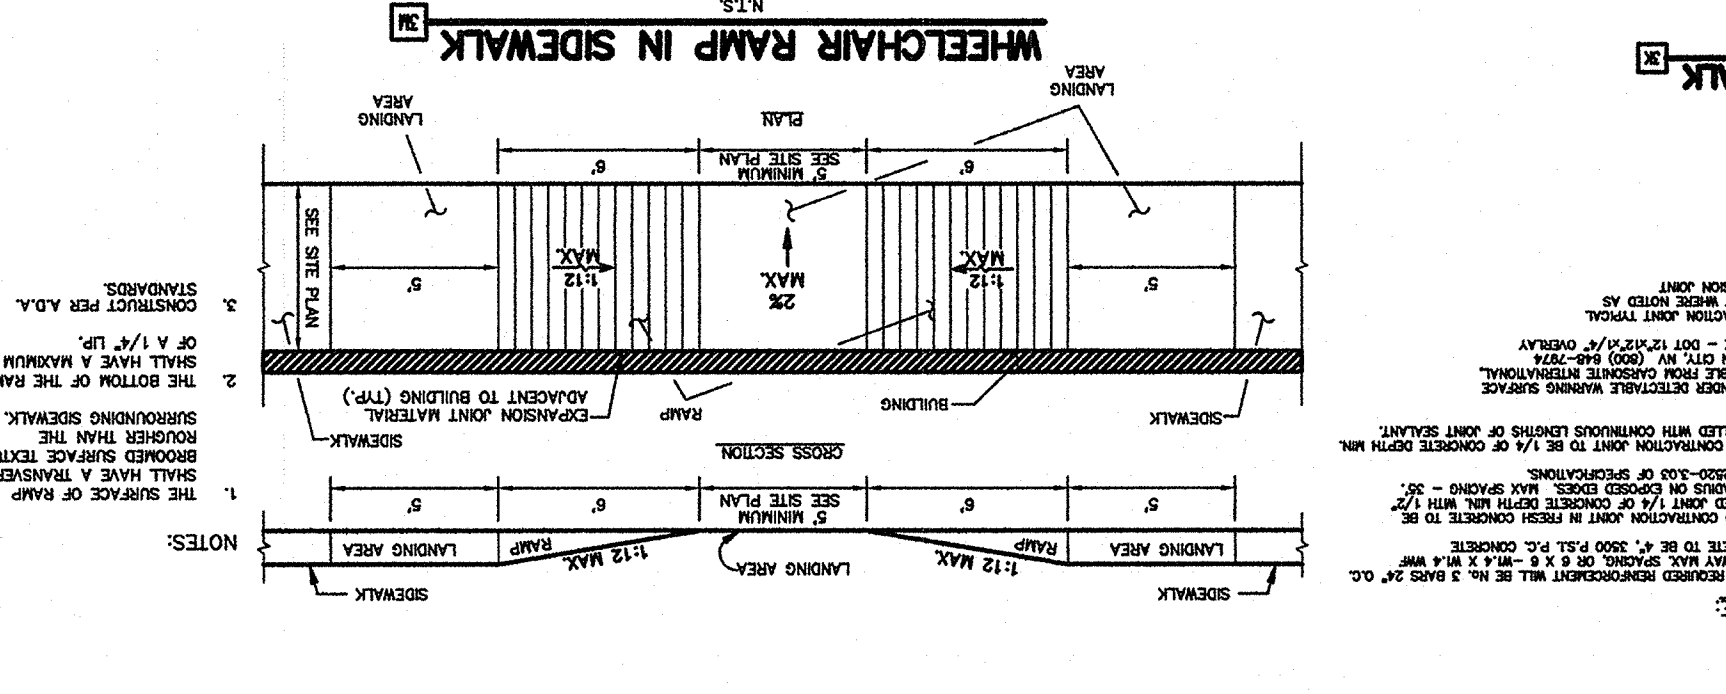 REQUIRED REINFORCEMENT WILL BE No. 3 BARS 24" O.C.
WAY MAX. SPACING, OR 6 X 6 -W1.4 X W1.4 WWF
ETE TO BE 4", 3500 P.S.I. P.C. CONCRETE
CONTRACTION JOINT IN FRESH CONCRETE TO BE
ED JOINT 1/4 OF CONCRETE DEPTH MIN. WITH 1/2"
ADIUS ON EXPOSED EDGES. MAX SPACING - 35'.
2520-3.03 OF SPECIFICATIONS.
CONTRACTION JOINT TO BE 1/4 OF CONCRETE DEPTH MIN.
LLED WITH CONTINUOUS LENGTHS OF JOINT SEALANT.
NDER DETECTABLE WARNING SURFACE
BLE FROM CARSONITE INTERNATIONAL,
N CITY, NV (800) 648-7974
- DOT 12"x12"x1/4" OVERLAY
ACTION JOINT TYPICAL
WHERE NOTED AS
SION JOINT
ALK
3K
SIDEWALK
SIDEWALK
LANDING AREA
RAMP
1:12 MAX.
LANDING AREA
1:12 MAX.
RAMP
LANDING AREA
5'
6'
5' MINIMUM
SEE SITE PLAN
6'
5'
CROSS SECTION
SIDEWALK
BUILDING
RAMP
EXPANSION JOINT MATERIAL
ADJACENT TO BUILDING (TYP.)
SIDEWALK
5'
1:12
MAX.
2%
MAX.
1:12
MAX.
5'
SEE SITE PLAN
6'
5' MINIMUM
SEE SITE PLAN
6'
PLAN
LANDING
AREA
LANDING
AREA
WHEELCHAIR RAMP IN SIDEWALK
N.T.S.
3M
NOTES:
1. THE SURFACE OF RAMP
SHALL HAVE A TRANSVER
BROOMED SURFACE TEXTU
ROUGHER THAN THE
SURROUNDING SIDEWALK.
2. THE BOTTOM OF THE RAM
SHALL HAVE A MAXIMUM
OF A 1/4" LIP.
3. CONSTRUCT PER A.D.A.
STANDARDS.